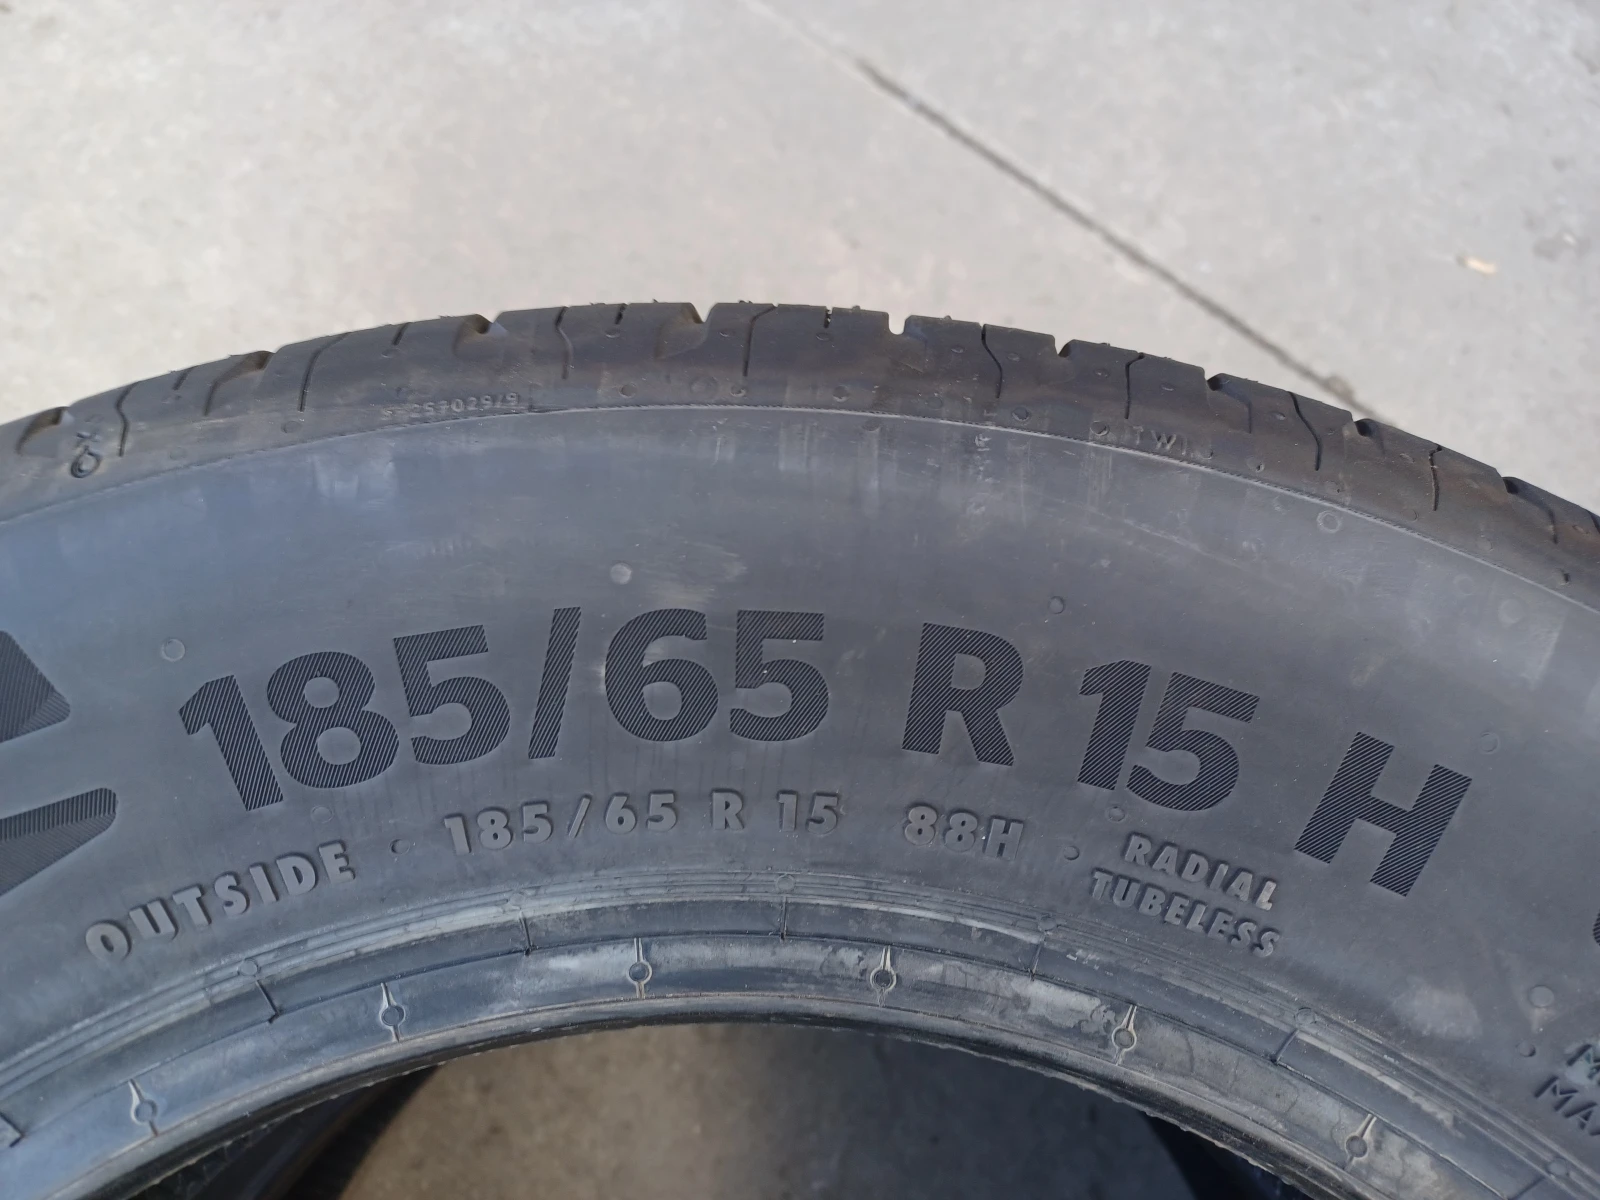 TWI
185/65 R 15 H
OUTSIDE · 185/65 R 15 88H · RADIAL
TUBELESS